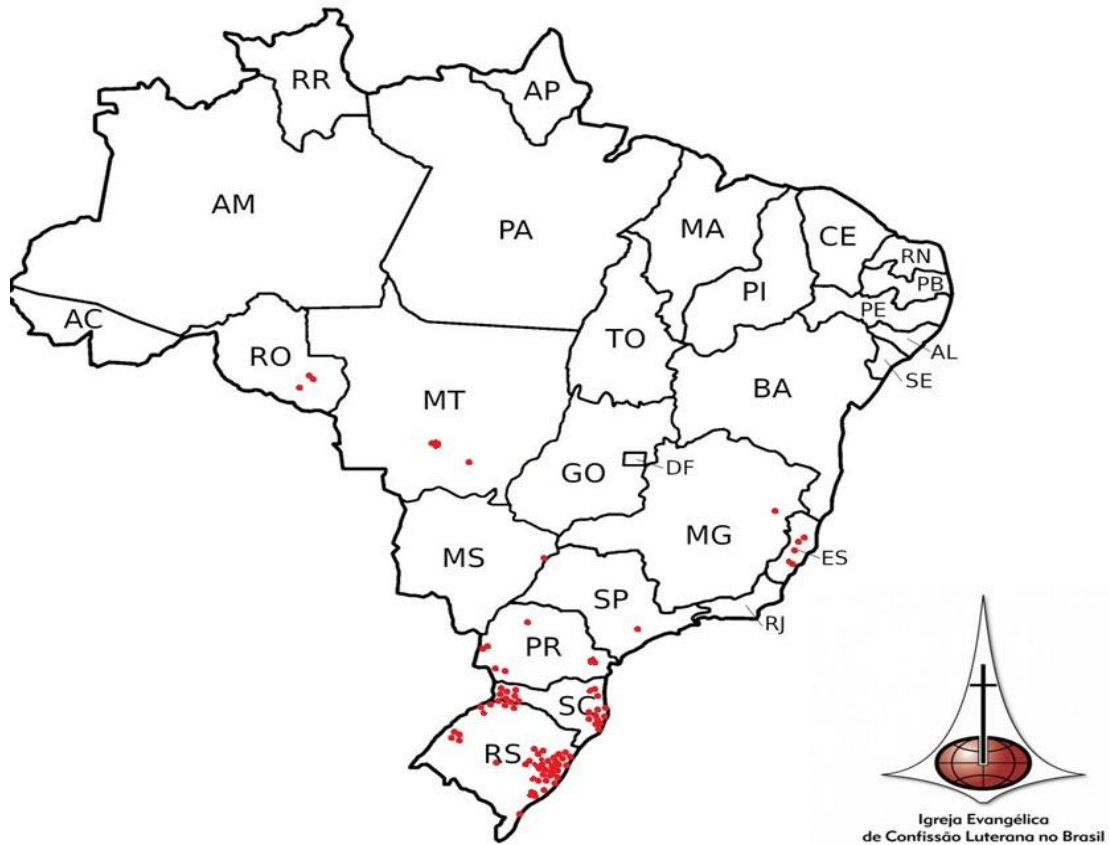 RR
AP
AM
PA
MA
CE
RN
PB
PI
PE
AC
TO
AL
RO
SE
BA
MT
GO
DF
MG
MS
ES
SP
RJ
PR
SC
RS
Igreja Evangélica
de Confissão Luterana no Brasil